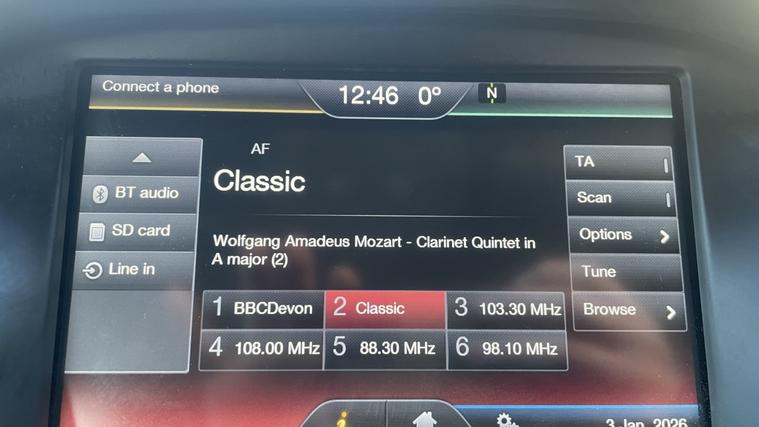 Connect a phone
12:46 0° N
AF
Classic
Wolfgang Amadeus Mozart - Clarinet Quintet in
A major (2)
BT audio
SD card
Line in
TA
Scan
Options
Tune
Browse
1 BBCDevon 2 Classic 3 103.30 MHz
4 108.00 MHz 5 88.30 MHz 6 98.10 MHz
i
3 Jan 2026